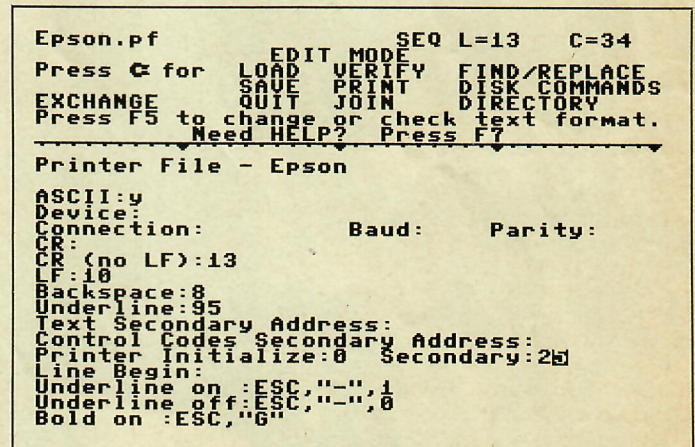 Epson.pf SEQ L=13 C=34
EDIT MODE
Press C= for LOAD VERIFY FIND/REPLACE
SAVE PRINT DISK COMMANDS
EXCHANGE QUIT JOIN DIRECTORY
Press F5 to change or check text format.
Need HELP? Press F7
Printer File - Epson
ASCII:y
Device:
Connection: Baud: Parity:
CR:
CR (no LF):13
LF:10
Backspace:8
Underline:95
Text Secondary Address:
Control Codes Secondary Address:
Printer Initialize:0 Secondary:25
Line Begin:
Underline on :ESC,"-",1
Underline off:ESC,"-",0
Bold on :ESC,"G"